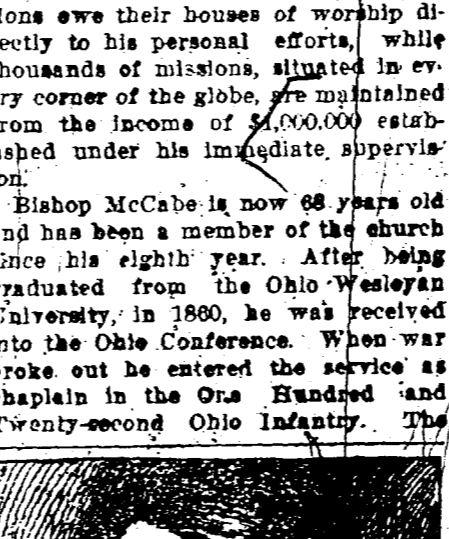 ions owe their houses of worship di-
ectly to his personal efforts, while
housands of missions, situated in ev-
ry corner of the globe, are maintained
rom the income of $1,000,000 estab-
ished under his immediate supervis-
on.
Bishop McCabe is now 68 years old
nd has been a member of the church
ince his eighth year. After being
raduated from the Ohio Wesleyan
University, in 1860, he was received
nto the Ohio Conference. When war
roke out he entered the service as
haplain in the One Hundred and
Twenty-second Ohio Infantry. The